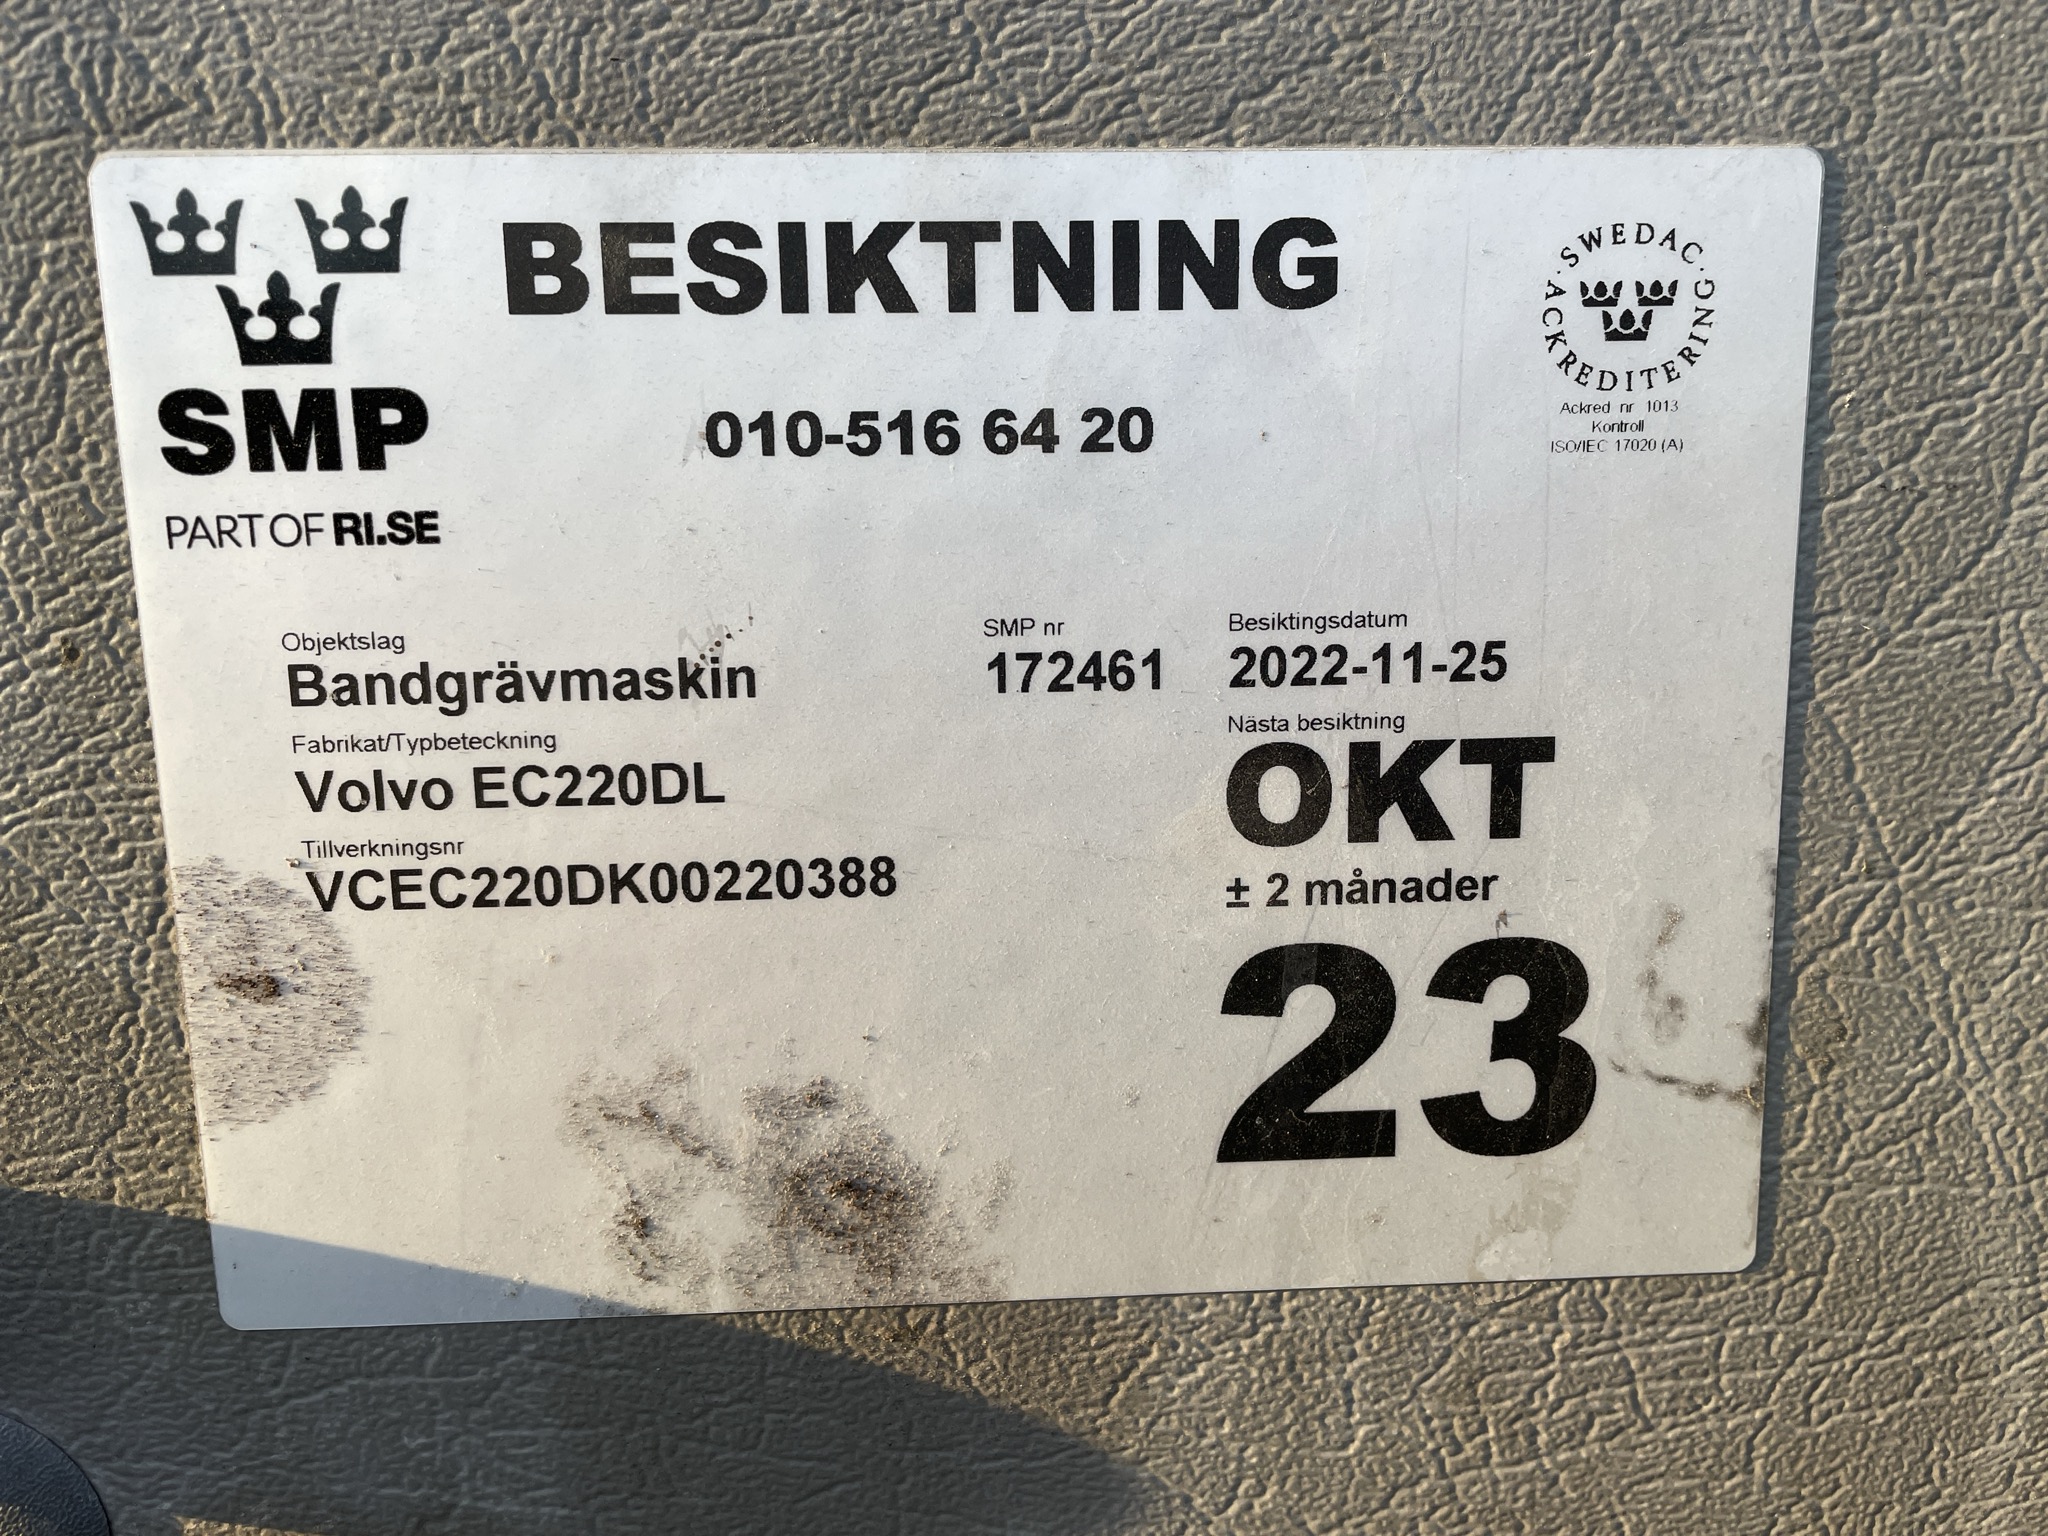 BESIKTNING
SWEDAC · ACKREDITERING ·
Ackred nr 1013
Kontroll
ISO/IEC 17020 (A)
SMP
PART OF RI.SE
010-516 64 20
Objektslag
Bandgrävmaskin
SMP nr
172461
Besiktingsdatum
2022-11-25
Fabrikat/Typbeteckning
Volvo EC220DL
Nästa besiktning
OKT
± 2 månader
23
Tillverkningsnr
VCEC220DK00220388